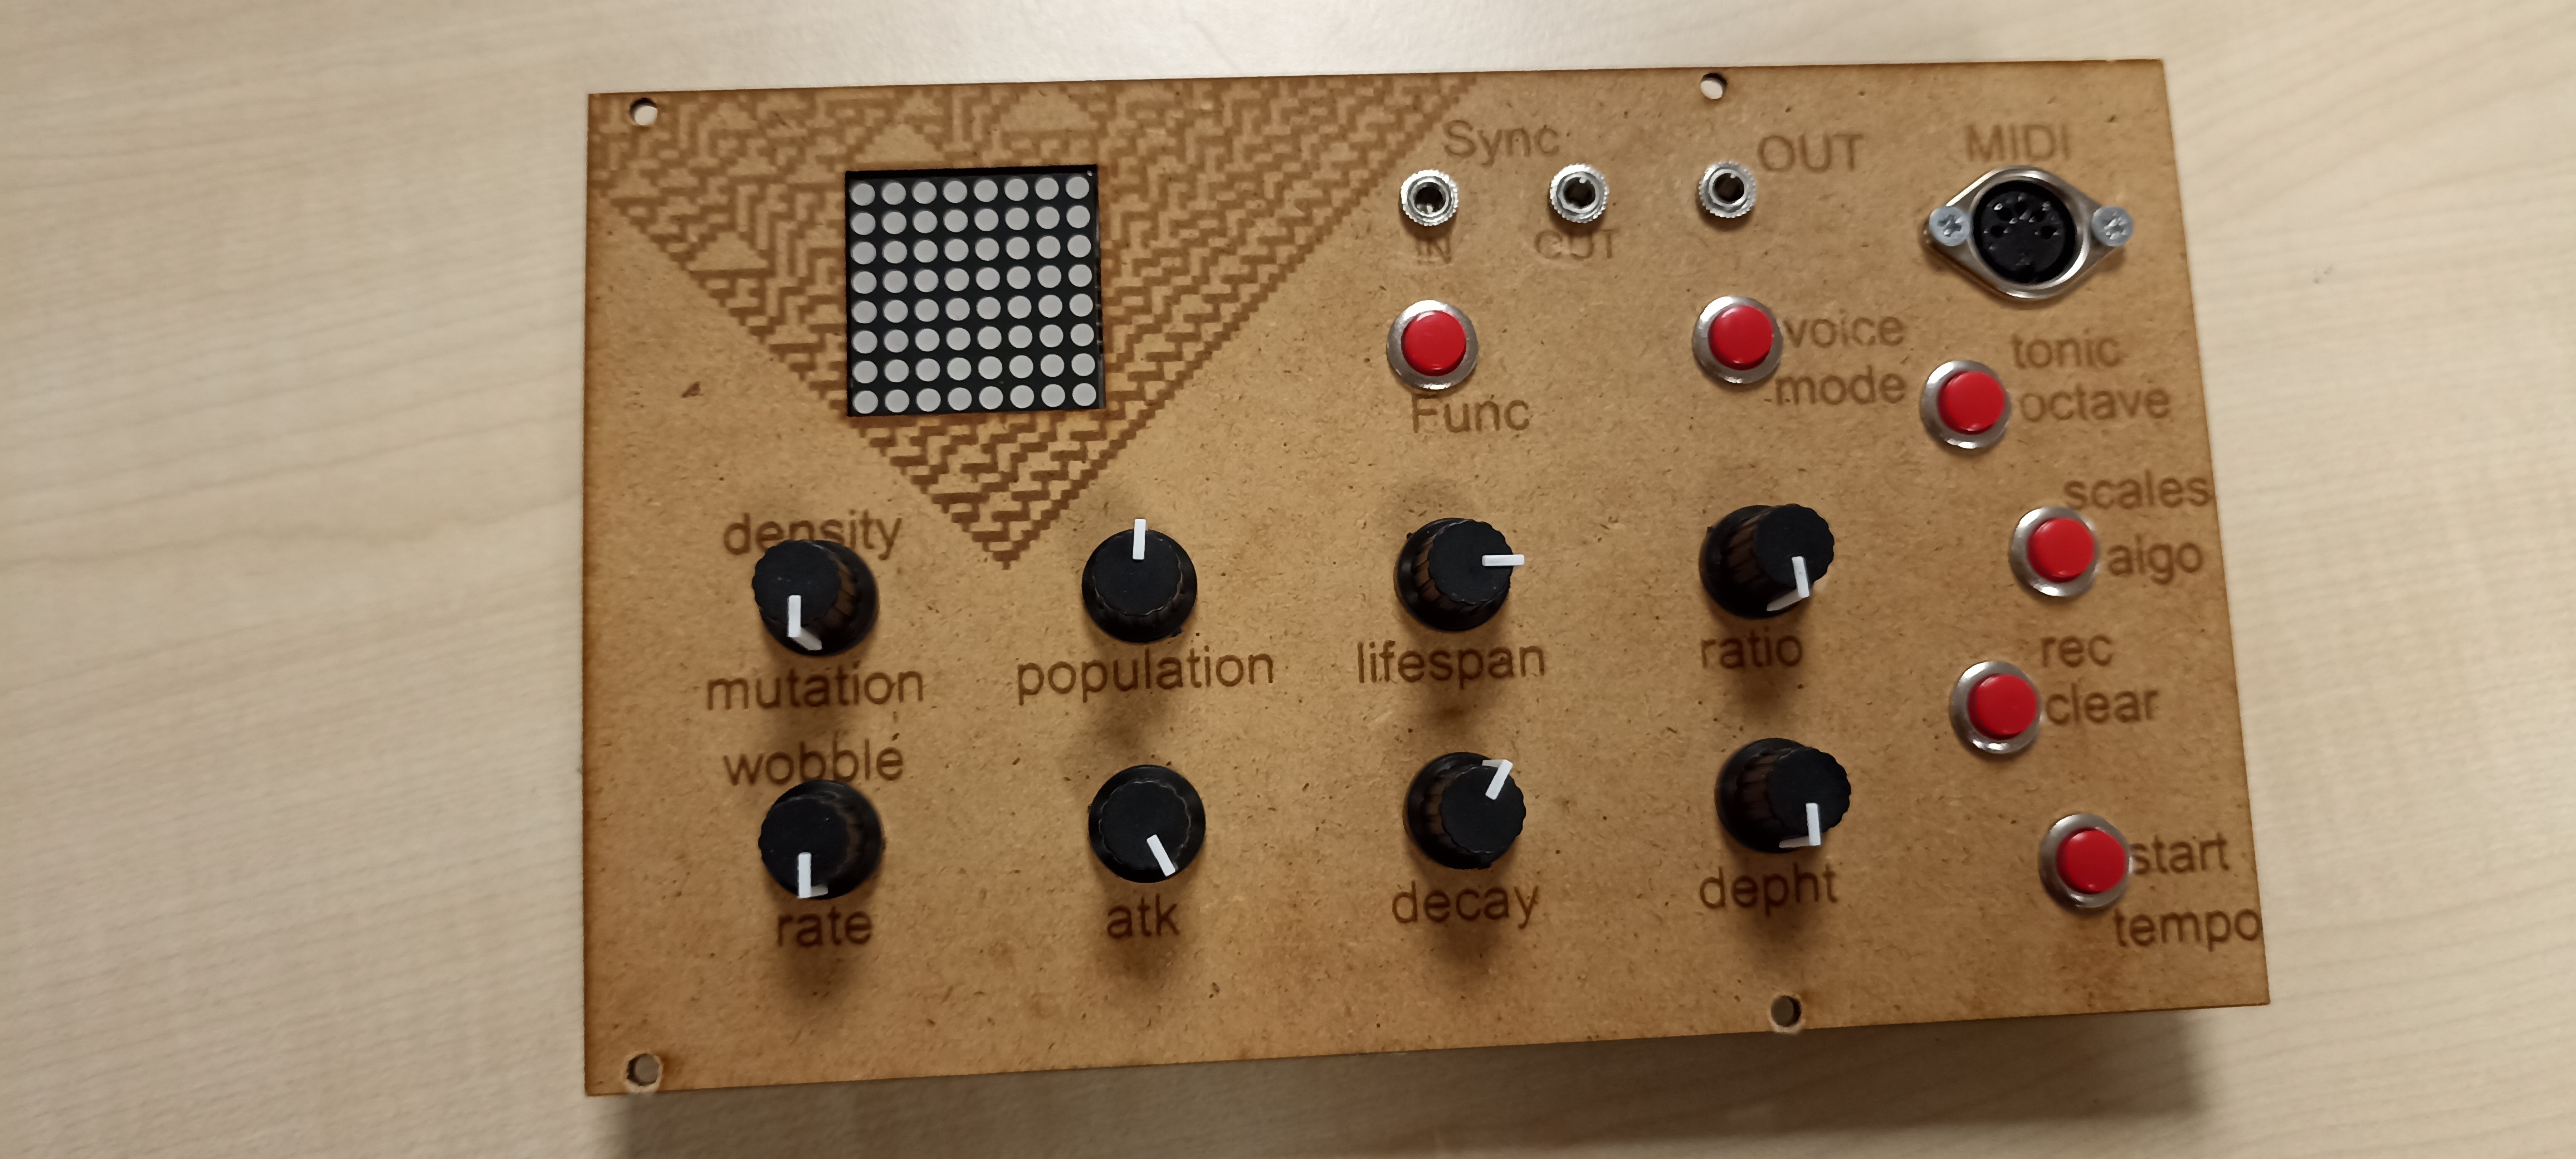 Sync
OUT
MIDI
IN
OUT
Func
voice
mode
tonic
octave
scales
algo
density
mutation
population
lifespan
ratio
rec
clear
wobble
rate
atk
decay
depht
start
tempo